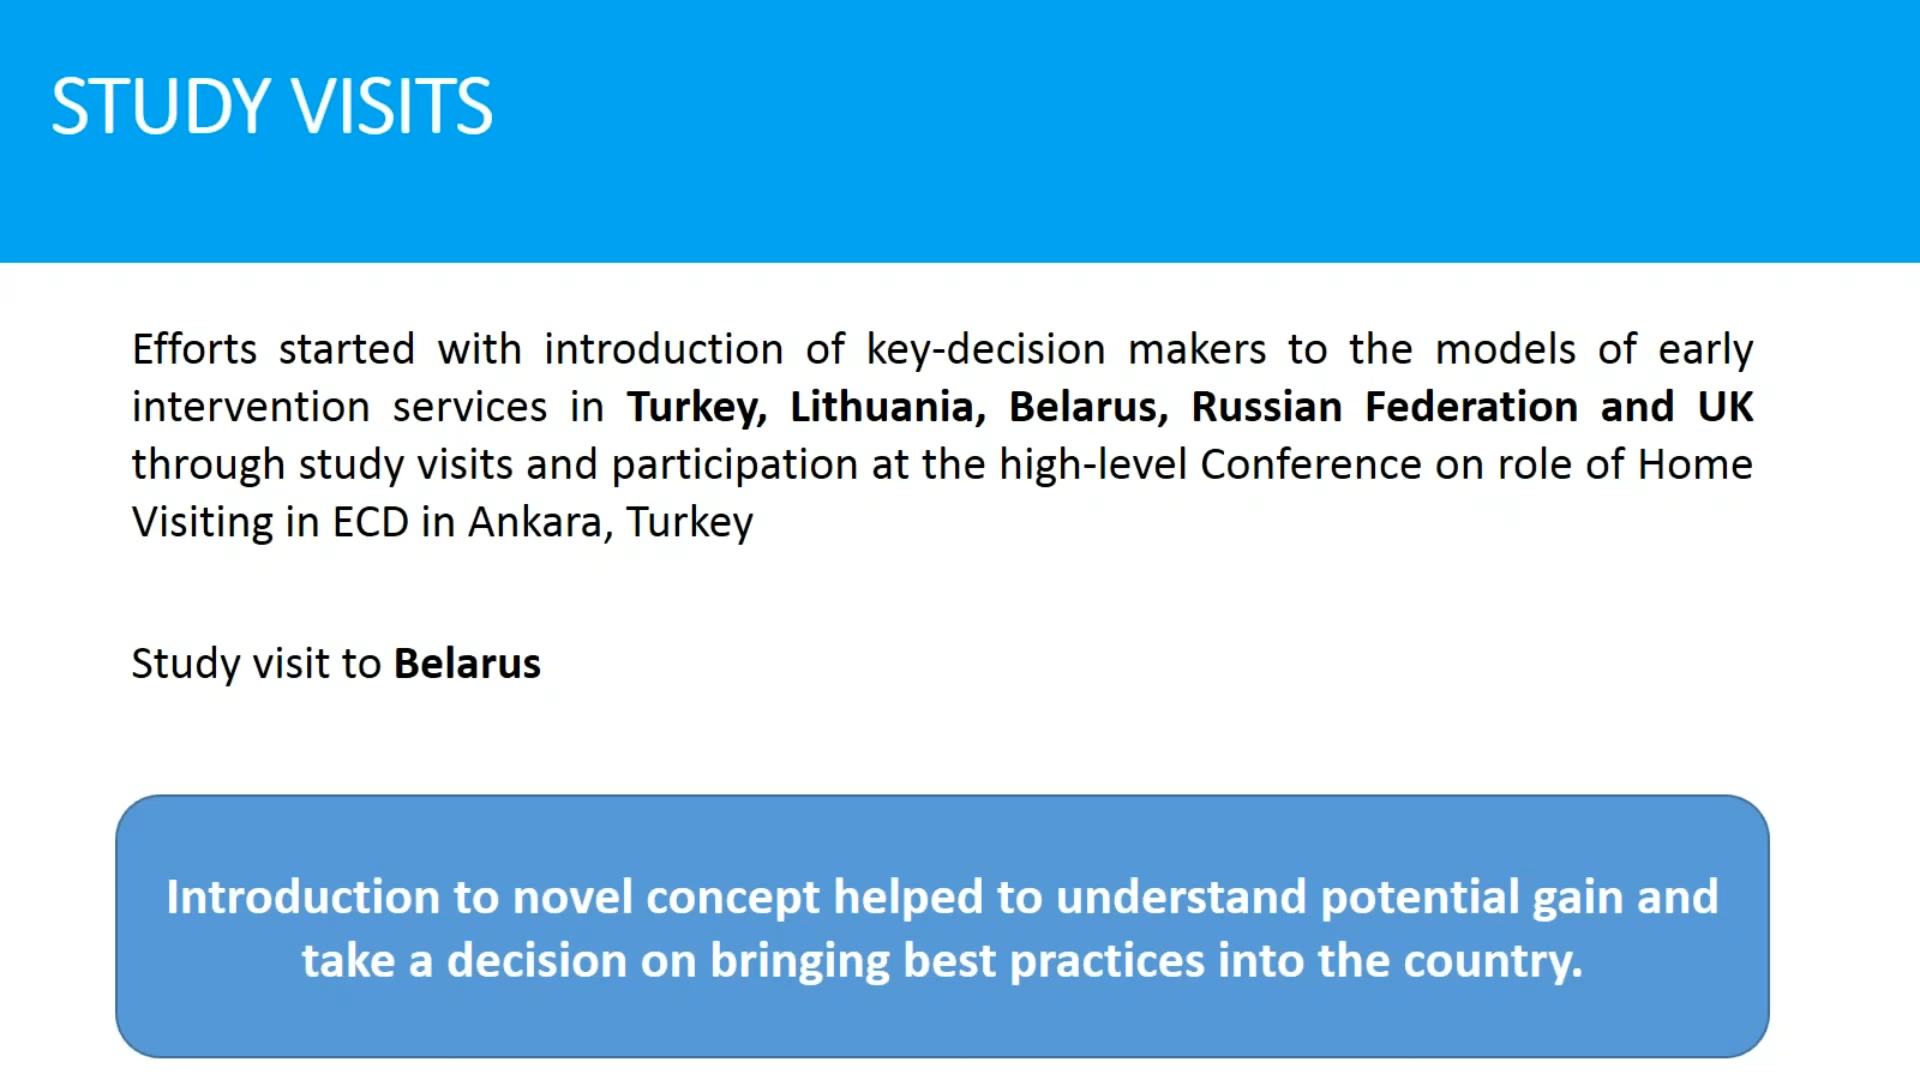 STUDY VISITS
Efforts started with introduction of key-decision makers to the models of early
intervention services in Turkey, Lithuania, Belarus, Russian Federation and UK
through study visits and participation at the high-level Conference on role of Home
Visiting in ECD in Ankara, Turkey
Study visit to Belarus
Introduction to novel concept helped to understand potential gain and
take a decision on bringing best practices into the country.